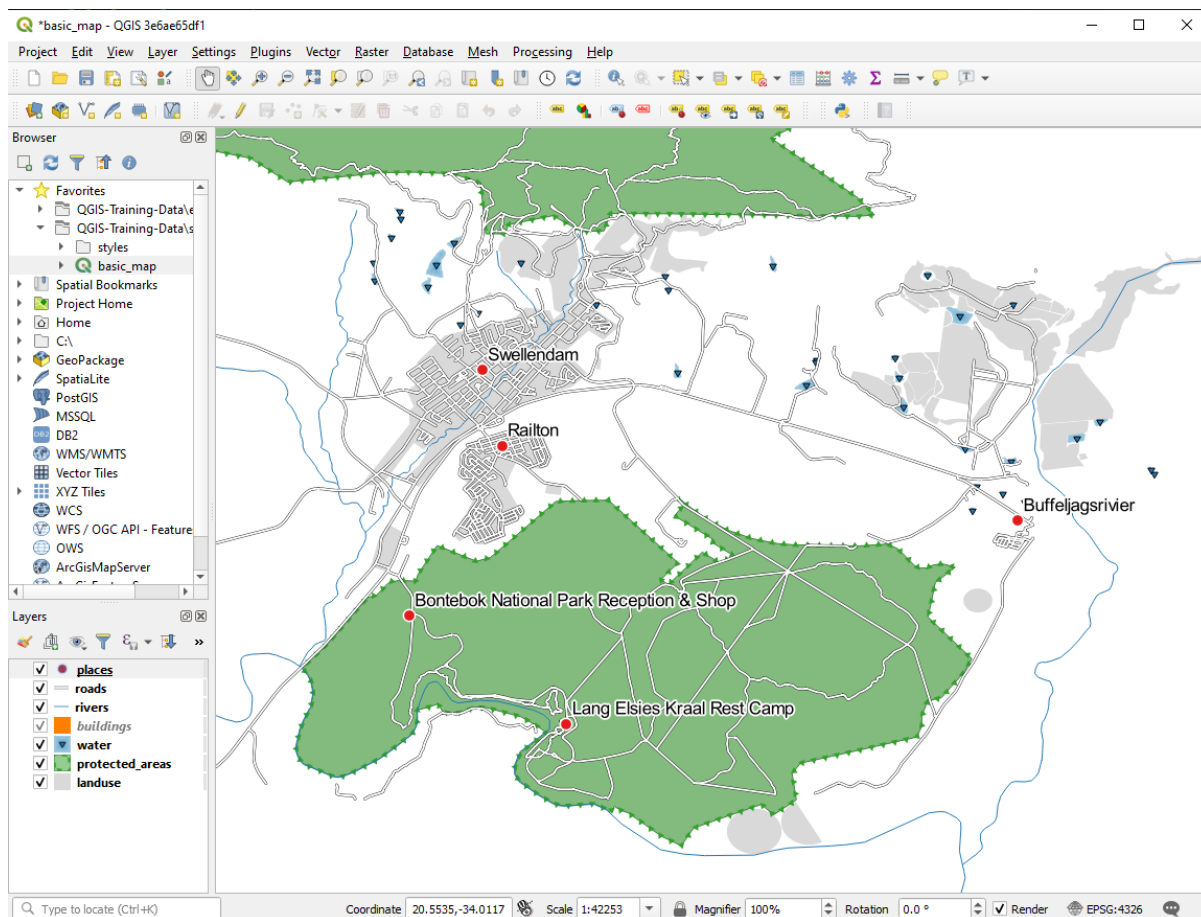 *basic_map - QGIS 3e6ae65df1
Project Edit View Layer Settings Plugins Vector Raster Database Mesh Processing Help
Browser
Favorites
QGIS-Training-Data\e
QGIS-Training-Data\s
styles
basic_map
Spatial Bookmarks
Project Home
Home
C:\
GeoPackage
SpatiaLite
PostGIS
MSSQL
DB2
WMS/WMTS
Vector Tiles
XYZ Tiles
WCS
WFS / OGC API - Feature
OWS
ArcGisMapServer
Layers
places
roads
rivers
buildings
water
protected_areas
landuse
Swellendam
Railton
Buffeljagsrivier
Bontebok National Park Reception & Shop
Lang Elsies Kraal Rest Camp
Type to locate (Ctrl+K) Coordinate 20.5535,-34.0117 Scale 1:42253 Magnifier 100% Rotation 0.0 ° Render EPSG:4326